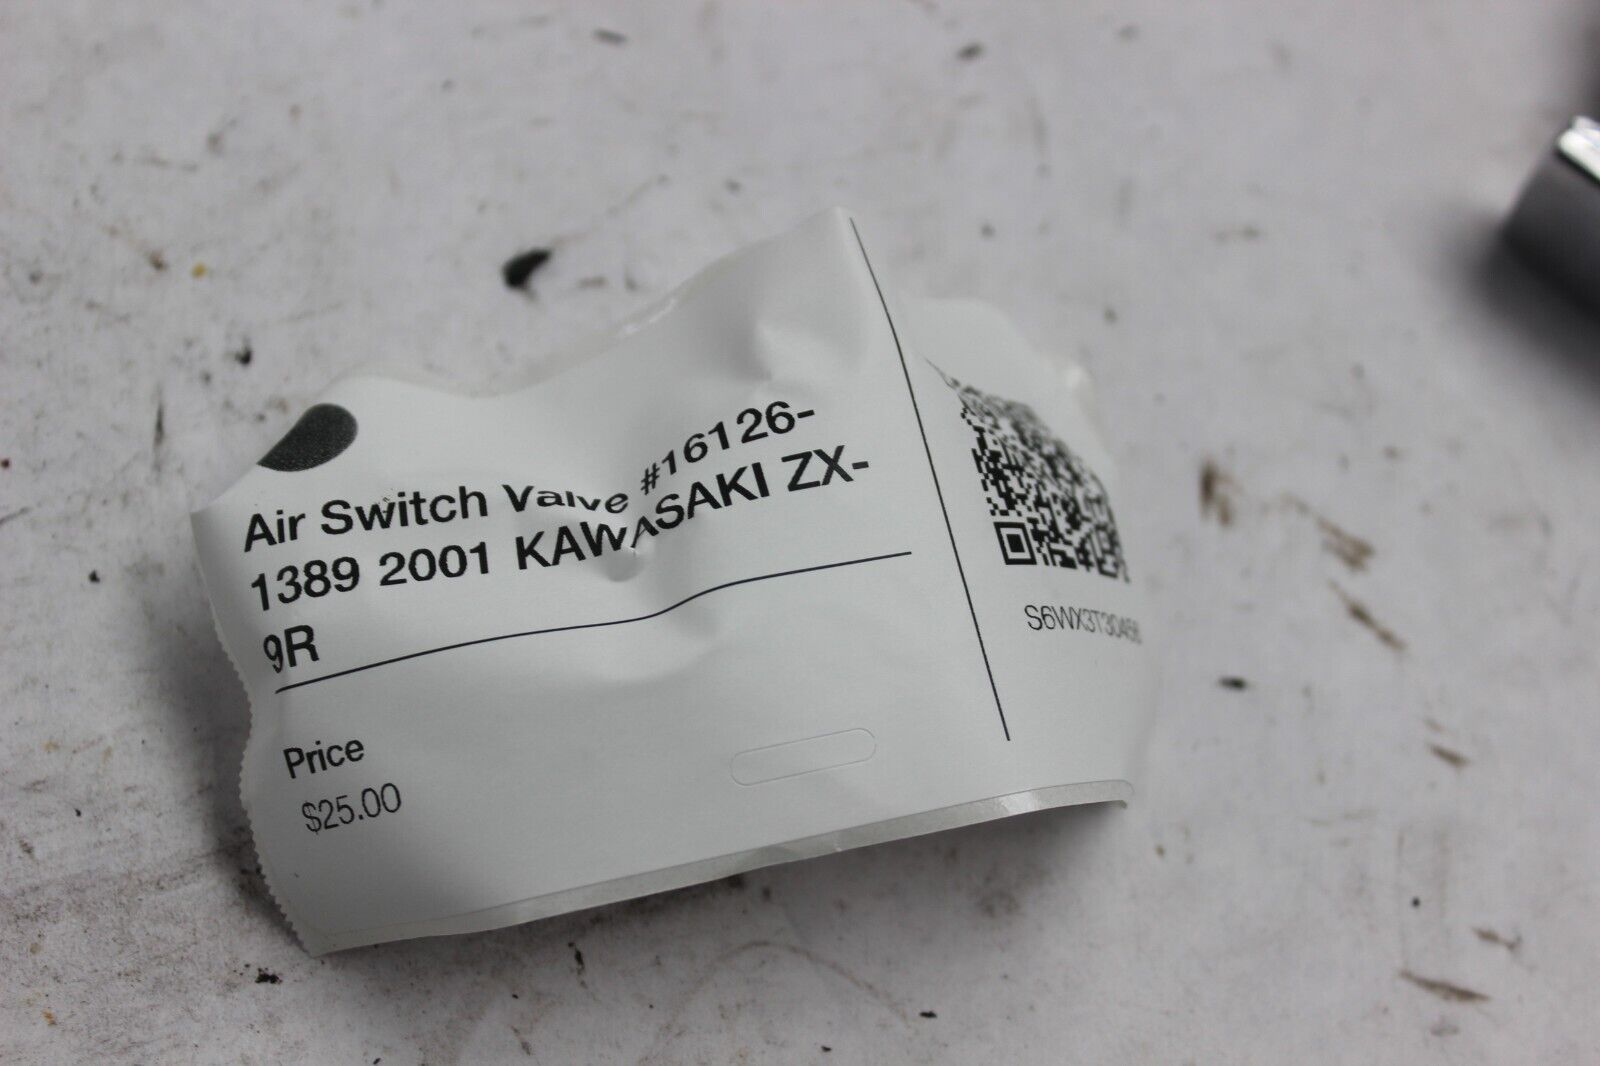 Air Switch Valve #16126-
1389 2001 KAWASAKI ZX-
9R
Price
$25.00